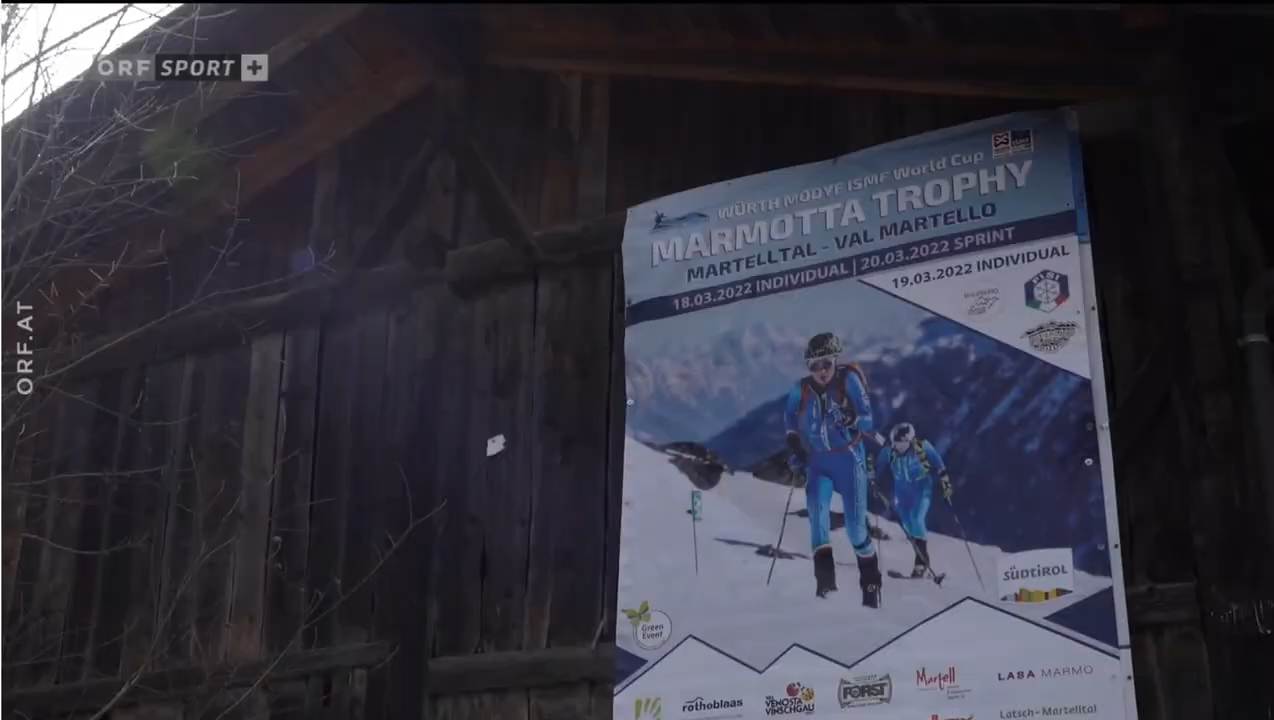 ORF SPORT +
ORF.AT
WÜRTH MODYF ISMF World Cup
MARMOTTA TROPHY
MARTELLTAL - VAL MARTELLO
18.03.2022 INDIVIDUAL | 20.03.2022 SPRINT
19.03.2022 INDIVIDUAL
SÜDTIROL
Green
Event
rothoblaas
VENOSTA
VINSCHGAU
FORST
Martell
LASA MARMO
Latsch-Martelltal